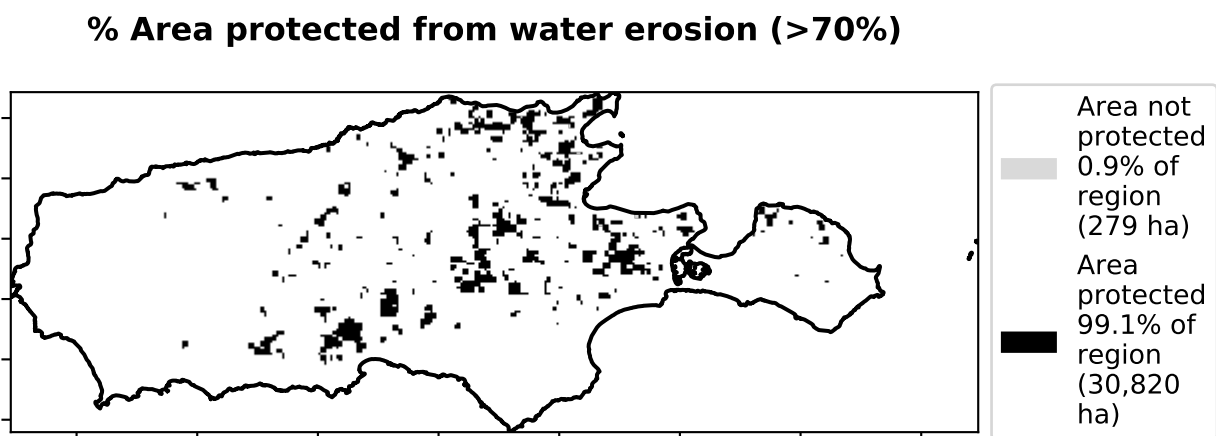 % Area protected from water erosion (>70%)
Area not
protected
0.9% of
region
(279 ha)
Area
protected
99.1% of
region
(30,820
ha)